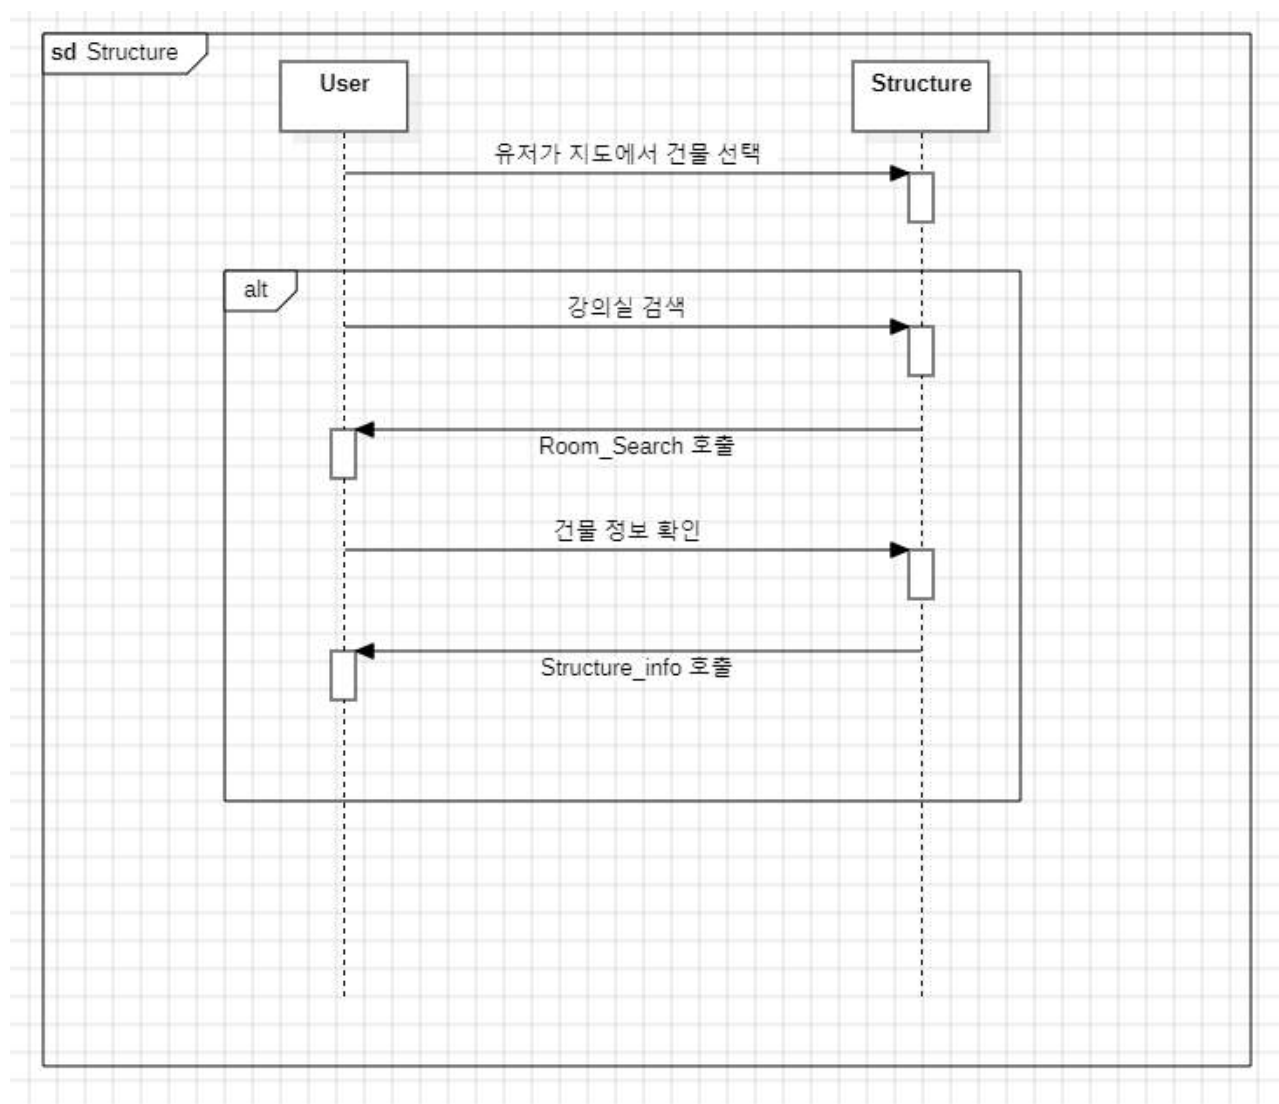 sd Structure
User
Structure
유저가 지도에서 건물 선택
alt
강의실 검색
Room_Search 호출
건물 정보 확인
Structure_info 호출